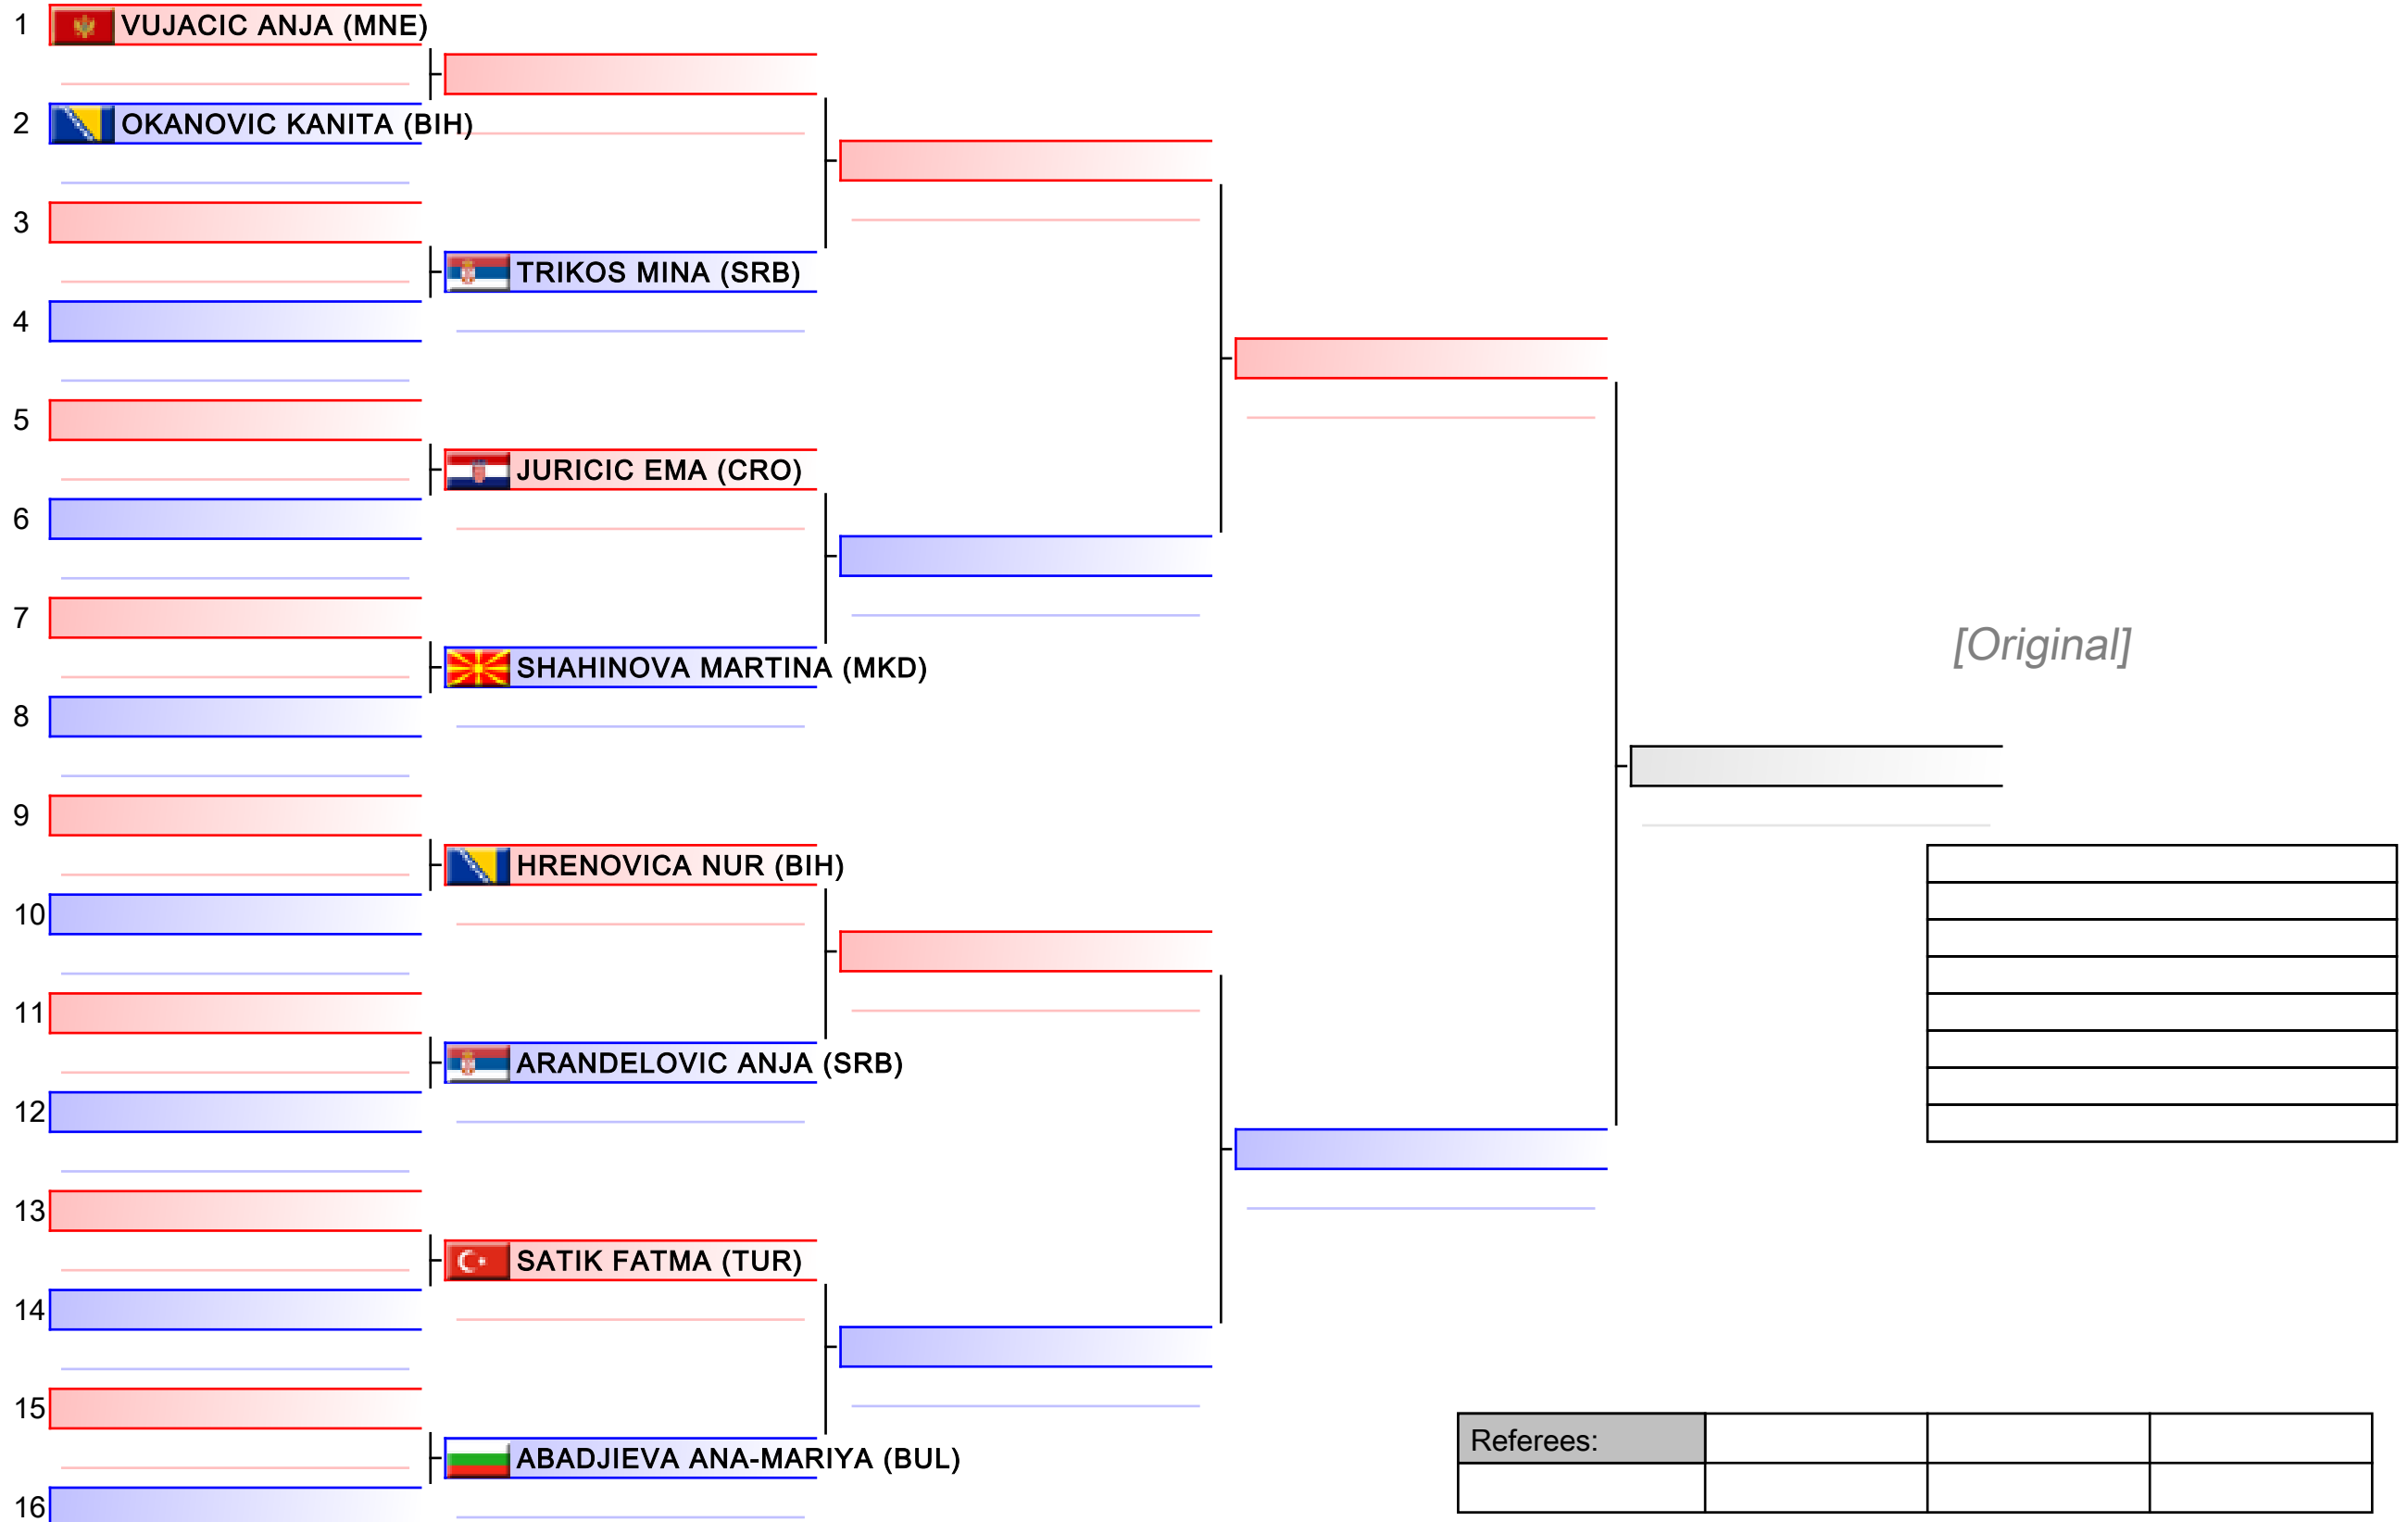 1 VUJACIC ANJA (MNE)
2 OKANOVIC KANITA (BIH)
3
TRIKOS MINA (SRB)
4
5
JURICIC EMA (CRO)
6
7
[Original]
SHAHINOVA MARTINA (MKD)
8
9
HRENOVICA NUR (BIH)
10
11
ARANDELOVIC ANJA (SRB)
12
13
SATIK FATMA (TUR)
14
15
Referees:
ABADJIEVA ANA-MARIYA (BUL)
16